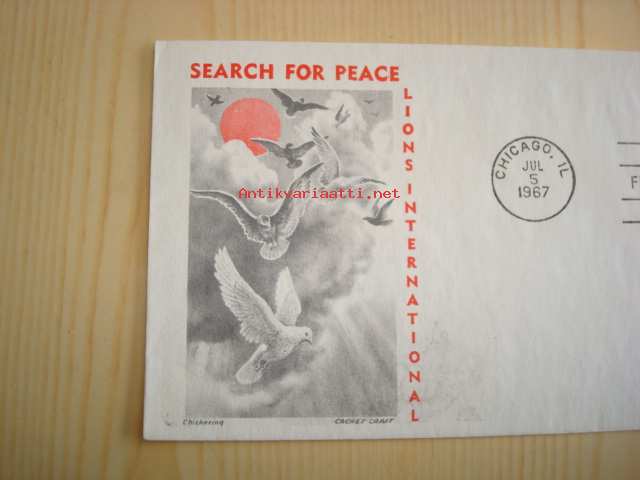 SEARCH FOR PEACE
LIONS INTERNATIONAL
Antikvariaatti.net
CHICAGO, IL
JUL
5
1967
F
Chickering
CACHET CRAFT